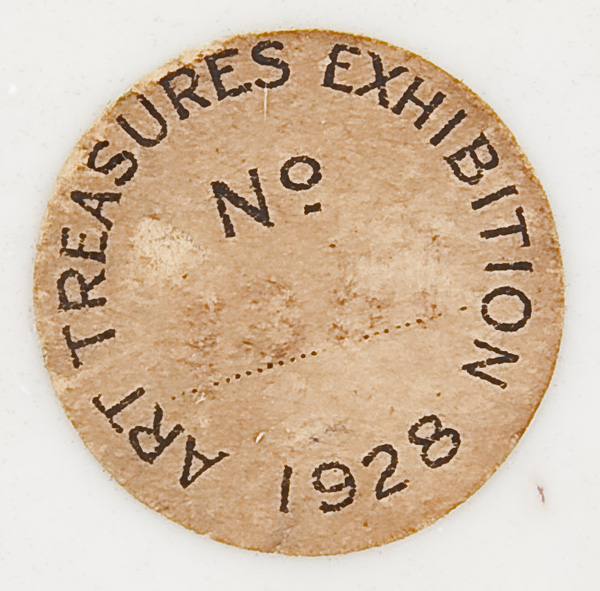 ART TREASURES EXHIBITION 1928
Nº